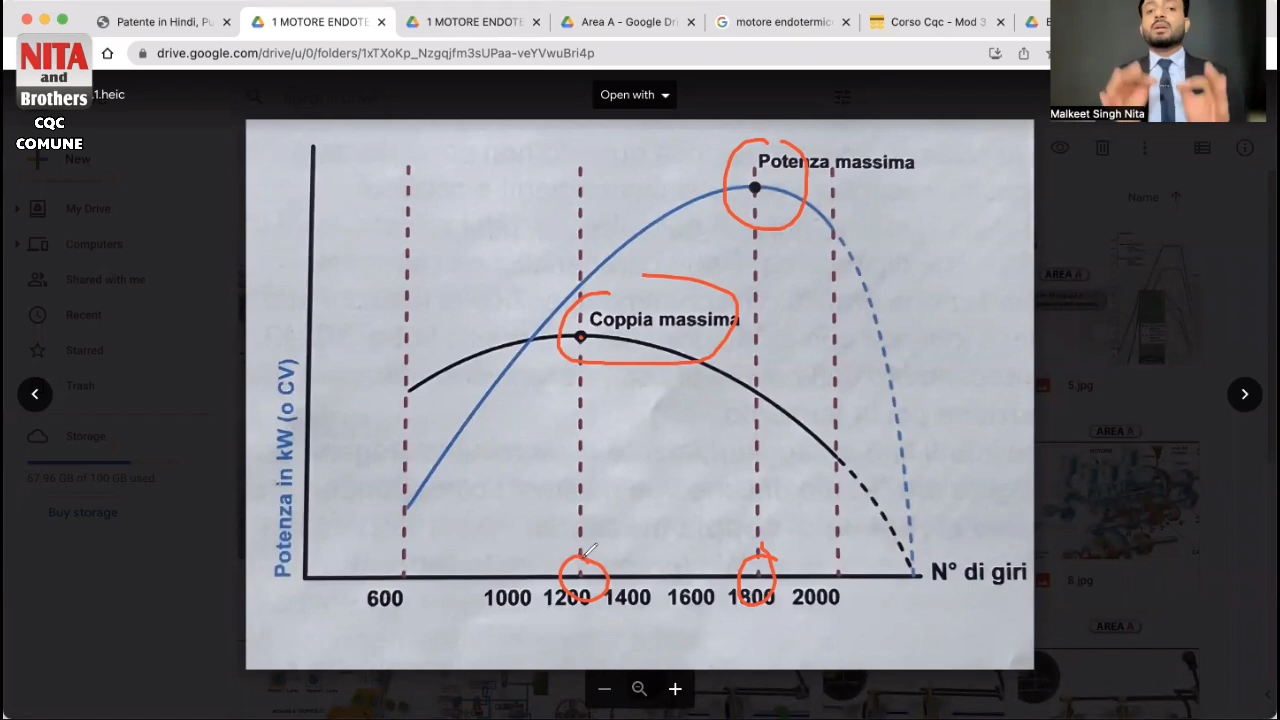 Patente in Hindi, Pu
1 MOTORE ENDOTE
1 MOTORE ENDOTE
Area A - Google Dri
motore endotermic
Corso Cqc - Mod 3
drive.google.com/drive/u/0/folders/1xTXoKp_Nzgqjfm3sUPaa-veYVwuBri4p
NITA
and
Brothers
CQC
COMUNE
.1.heic
Open with
Malkeet Singh Nita
New
My Drive
Computers
Shared with me
Recent
Starred
Trash
Storage
67.96 GB of 100 GB used
Buy storage
Name
AREA A
5.jpg
AREA A
8.jpg
AREA A
Potenza massima
Coppia massima
Potenza in kW (o CV)
N° di giri
600 1000 1200 1400 1600 1800 2000